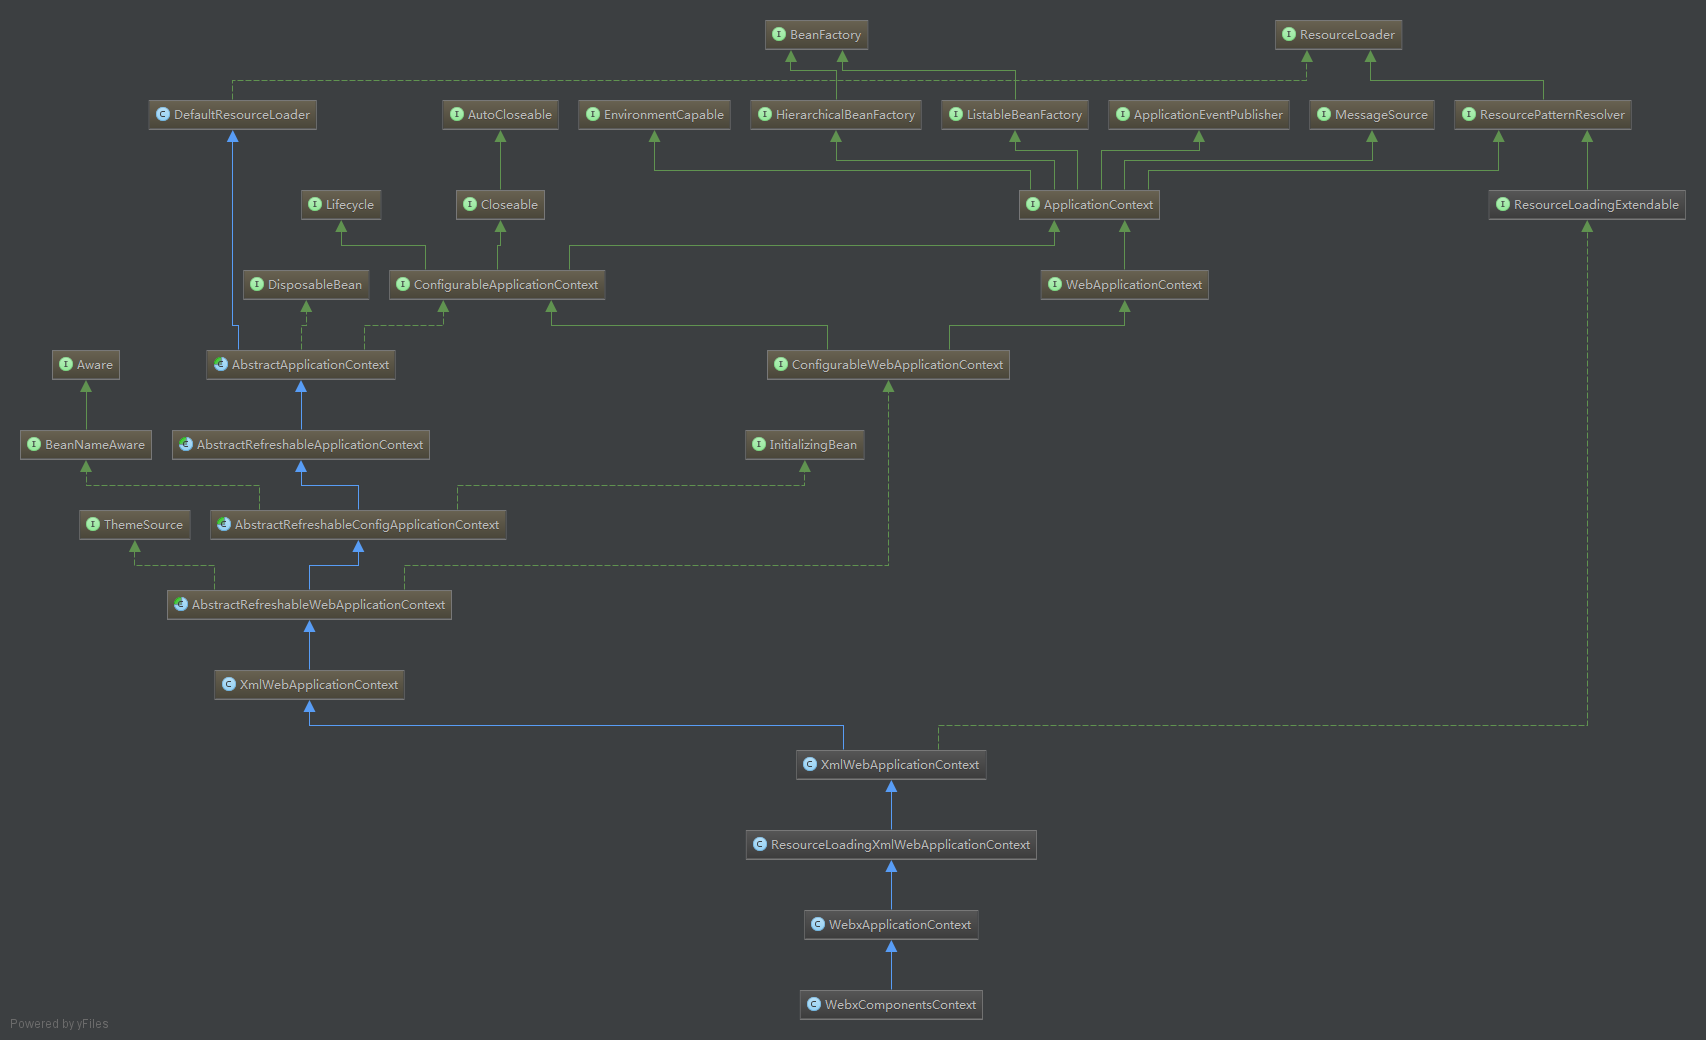 BeanFactory
ResourceLoader
DefaultResourceLoader
AutoCloseable
EnvironmentCapable
HierarchicalBeanFactory
ListableBeanFactory
ApplicationEventPublisher
MessageSource
ResourcePatternResolver
Lifecycle
Closeable
ApplicationContext
ResourceLoadingExtendable
DisposableBean
ConfigurableApplicationContext
WebApplicationContext
Aware
AbstractApplicationContext
ConfigurableWebApplicationContext
BeanNameAware
AbstractRefreshableApplicationContext
InitializingBean
ThemeSource
AbstractRefreshableConfigApplicationContext
AbstractRefreshableWebApplicationContext
XmlWebApplicationContext
XmlWebApplicationContext
ResourceLoadingXmlWebApplicationContext
WebxApplicationContext
WebxComponentsContext
Powered by yFiles